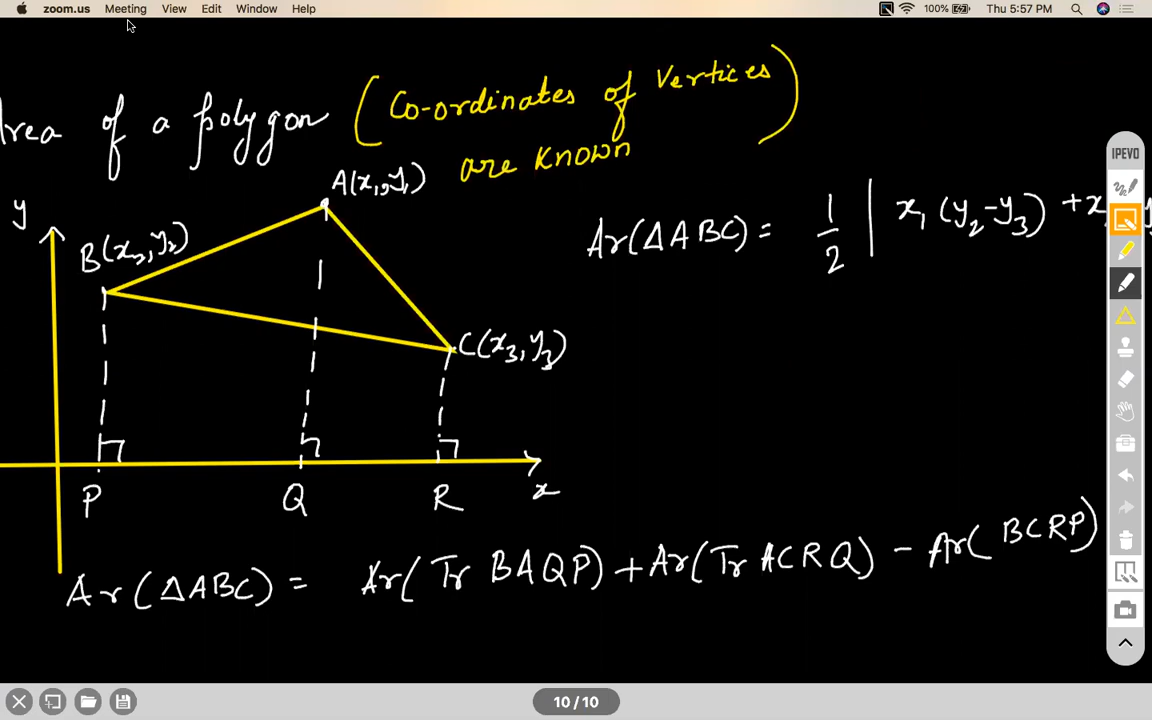 zoom.us Meeting View Edit Window Help 100% Thu 5:57 PM
Area of a polygon (Co-ordinates of Vertices
are known)
IPEVO
A(x₁,y₁)
y
B(x₂,y₂)
Ar(ΔABC) = 1/2 | x₁(y₂-y₃) + x
C(x₃,y₃)
P Q R x
Ar(ΔABC) = Ar(Tr BAQP) + Ar(Tr ACRQ) - Ar( BCRP)
10 / 10